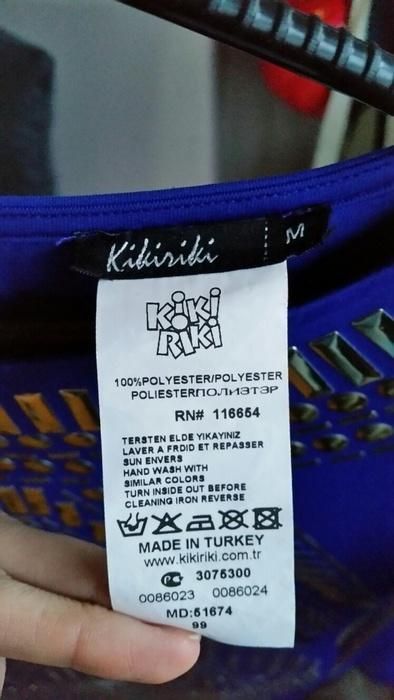 Kikiriki M
KiKi
RiKi
100%POLYESTER/POLYESTER
POLIESTERПОЛИЭТЭР
RN# 116654
TERSTEN ELDE YIKAYINIZ
LAVER A FRDID ET REPASSER
SUN ENVERS
HAND WASH WITH
SIMILAR COLORS
TURN INSIDE OUT BEFORE
CLEANING IRON REVERSE
MADE IN TURKEY
www.kikiriki.com.tr
3075300
0086023 0086024
MD:51674
99